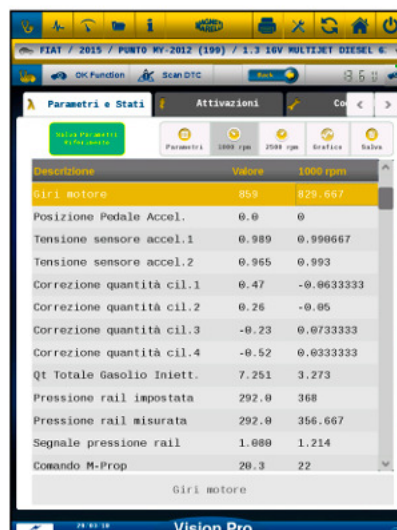 MAGNETI MARELLI
FIAT / 2015 / PUNTO MY-2012 (199) / 1.3 16V MULTIJET DIESEL 6.
OK Function Scan DTC Back
Parametri e Stati Attivazioni Co
Salva Parametri Riferimento
Parametri 1000 rpm 2500 rpm Grafico Salva
Descrizione Valore 1000 rpm
Giri motore 859 829.667
Posizione Pedale Accel. 0.0 0
Tensione sensore accel.1 0.989 0.990667
Tensione sensore accel.2 0.965 0.993
Correzione quantità cil.1 0.47 -0.0633333
Correzione quantità cil.2 0.26 -0.05
Correzione quantità cil.3 -0.23 0.0733333
Correzione quantità cil.4 -0.52 0.0333333
Qt Totale Gasolio Iniett. 7.251 3.273
Pressione rail impostata 292.0 368
Pressione rail misurata 292.0 356.667
Segnale pressione rail 1.080 1.214
Comando M-Prop 20.3 22
Giri motore
Vision Pro